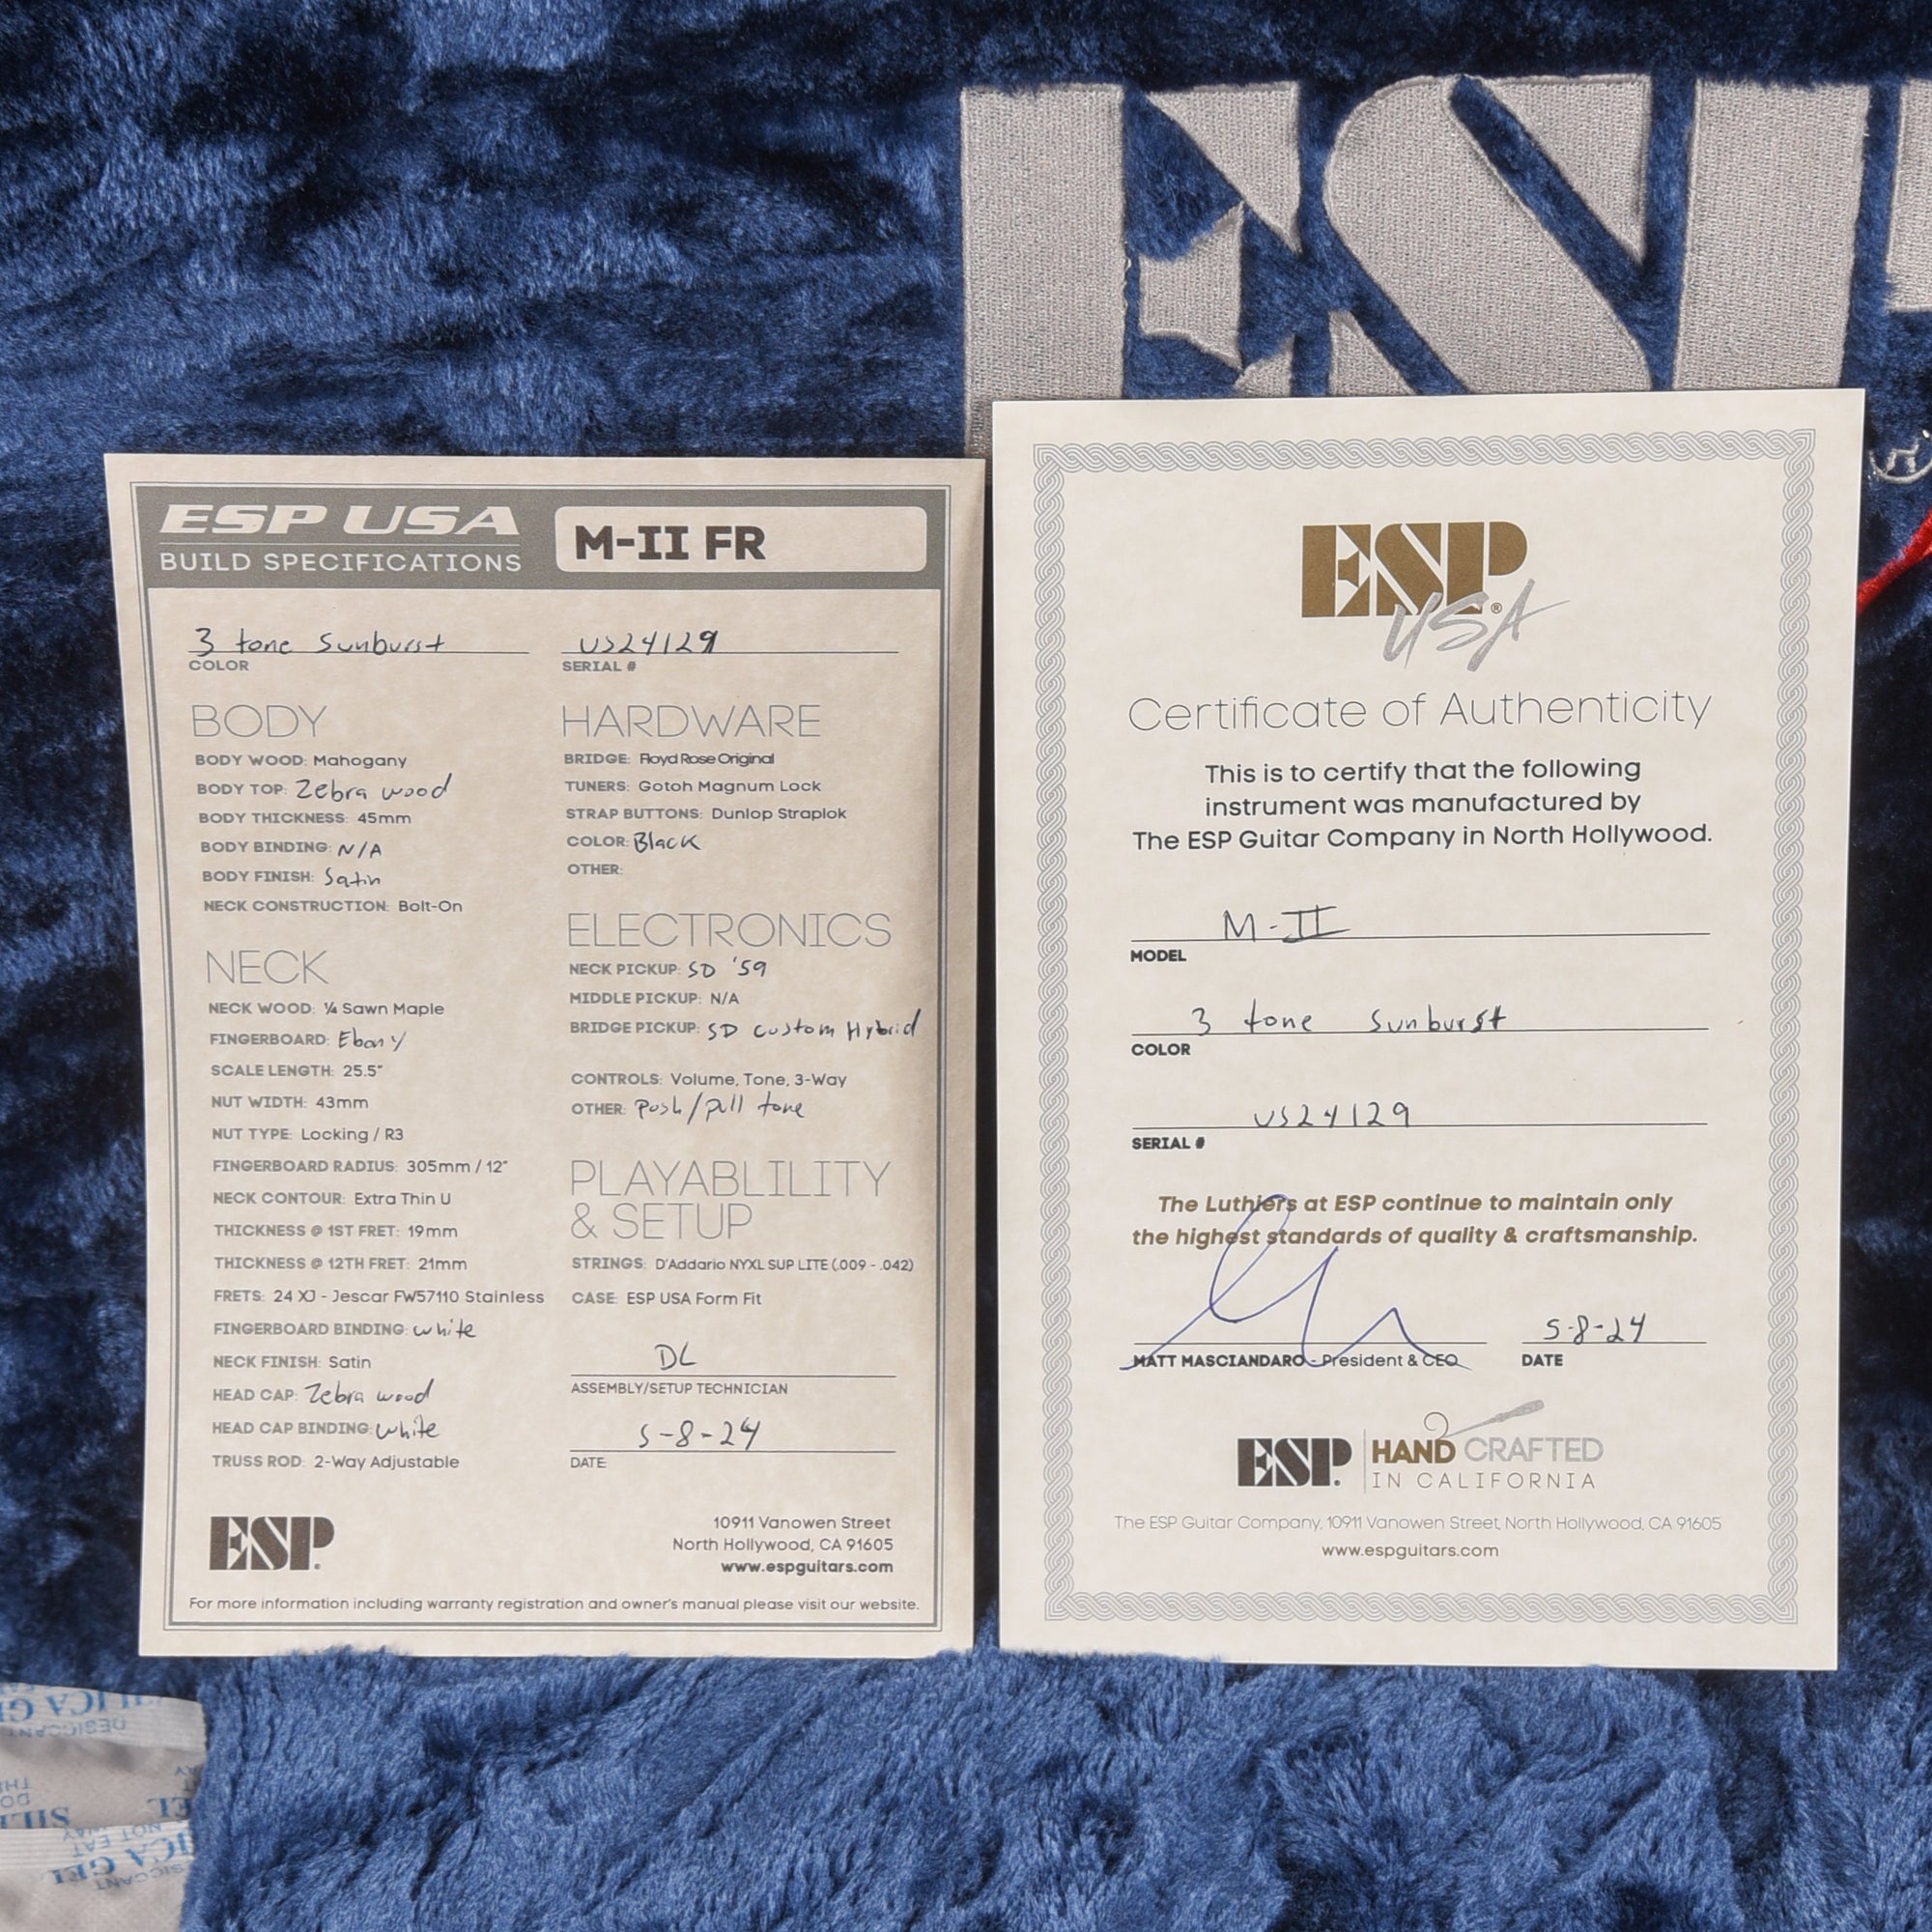 ESP
ESP USA
BUILD SPECIFICATIONS
M-II FR
3 tone Sunburst
COLOR
US24129
SERIAL #
BODY
BODY WOOD: Mahogany
BODY TOP: Zebra wood
BODY THICKNESS: 45mm
BODY BINDING: N/A
BODY FINISH: Satin
NECK CONSTRUCTION: Bolt-On
NECK
NECK WOOD: ¼ Sawn Maple
FINGERBOARD: Ebony
SCALE LENGTH: 25.5"
NUT WIDTH: 43mm
NUT TYPE: Locking / R3
FINGERBOARD RADIUS: 305mm / 12"
NECK CONTOUR: Extra Thin U
THICKNESS @ 1ST FRET: 19mm
THICKNESS @ 12TH FRET: 21mm
FRETS: 24 XJ - Jescar FW57110 Stainless
FINGERBOARD BINDING: white
NECK FINISH: Satin
HEAD CAP: Zebra wood
HEAD CAP BINDING: white
TRUSS ROD: 2-Way Adjustable
HARDWARE
BRIDGE: Floyd Rose Original
TUNERS: Gotoh Magnum Lock
STRAP BUTTONS: Dunlop Straplok
COLOR: Black
OTHER:
ELECTRONICS
NECK PICKUP: SD '59
MIDDLE PICKUP: N/A
BRIDGE PICKUP: SD Custom Hybrid
CONTROLS: Volume, Tone, 3-Way
OTHER: Push/pull tone
PLAYABLILITY
& SETUP
STRINGS: D'Addario NYXL SUP LITE (.009 - .042)
CASE: ESP USA Form Fit
DL
ASSEMBLY/SETUP TECHNICIAN
5-8-24
DATE:
ESP.
10911 Vanowen Street
North Hollywood, CA 91605
www.espguitars.com
For more information including warranty registration and owner's manual please visit our website.
ESP®
USA
Certificate of Authenticity
This is to certify that the following
instrument was manufactured by
The ESP Guitar Company in North Hollywood.
M-II
MODEL
3 tone Sunburst
COLOR
US24129
SERIAL #
The Luthiers at ESP continue to maintain only
the highest standards of quality & craftsmanship.
MATT MASCIANDARO - President & CEO
5-8-24
DATE
ESP. HAND CRAFTED
IN CALIFORNIA
The ESP Guitar Company, 10911 Vanowen Street, North Hollywood, CA 91605
www.espguitars.com
DESICCANT
NOT EAT